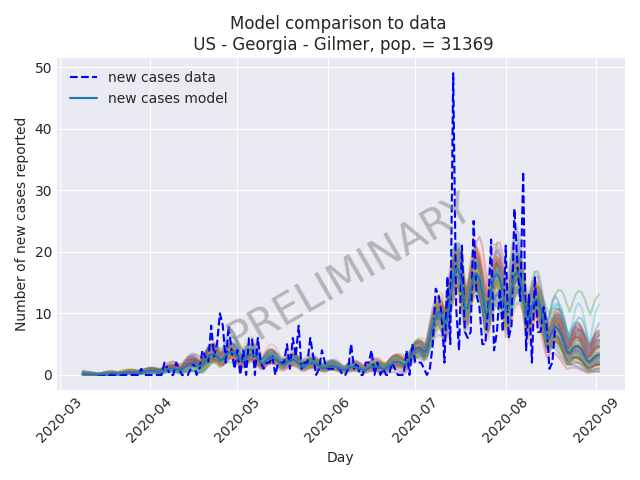 Model comparison to data
US - Georgia - Gilmer, pop. = 31369
Number of new cases reported
50
40
30
20
10
0
new cases data
new cases model
PRELIMINARY
2020-03
2020-04
2020-05
2020-06
2020-07
2020-08
2020-09
Day